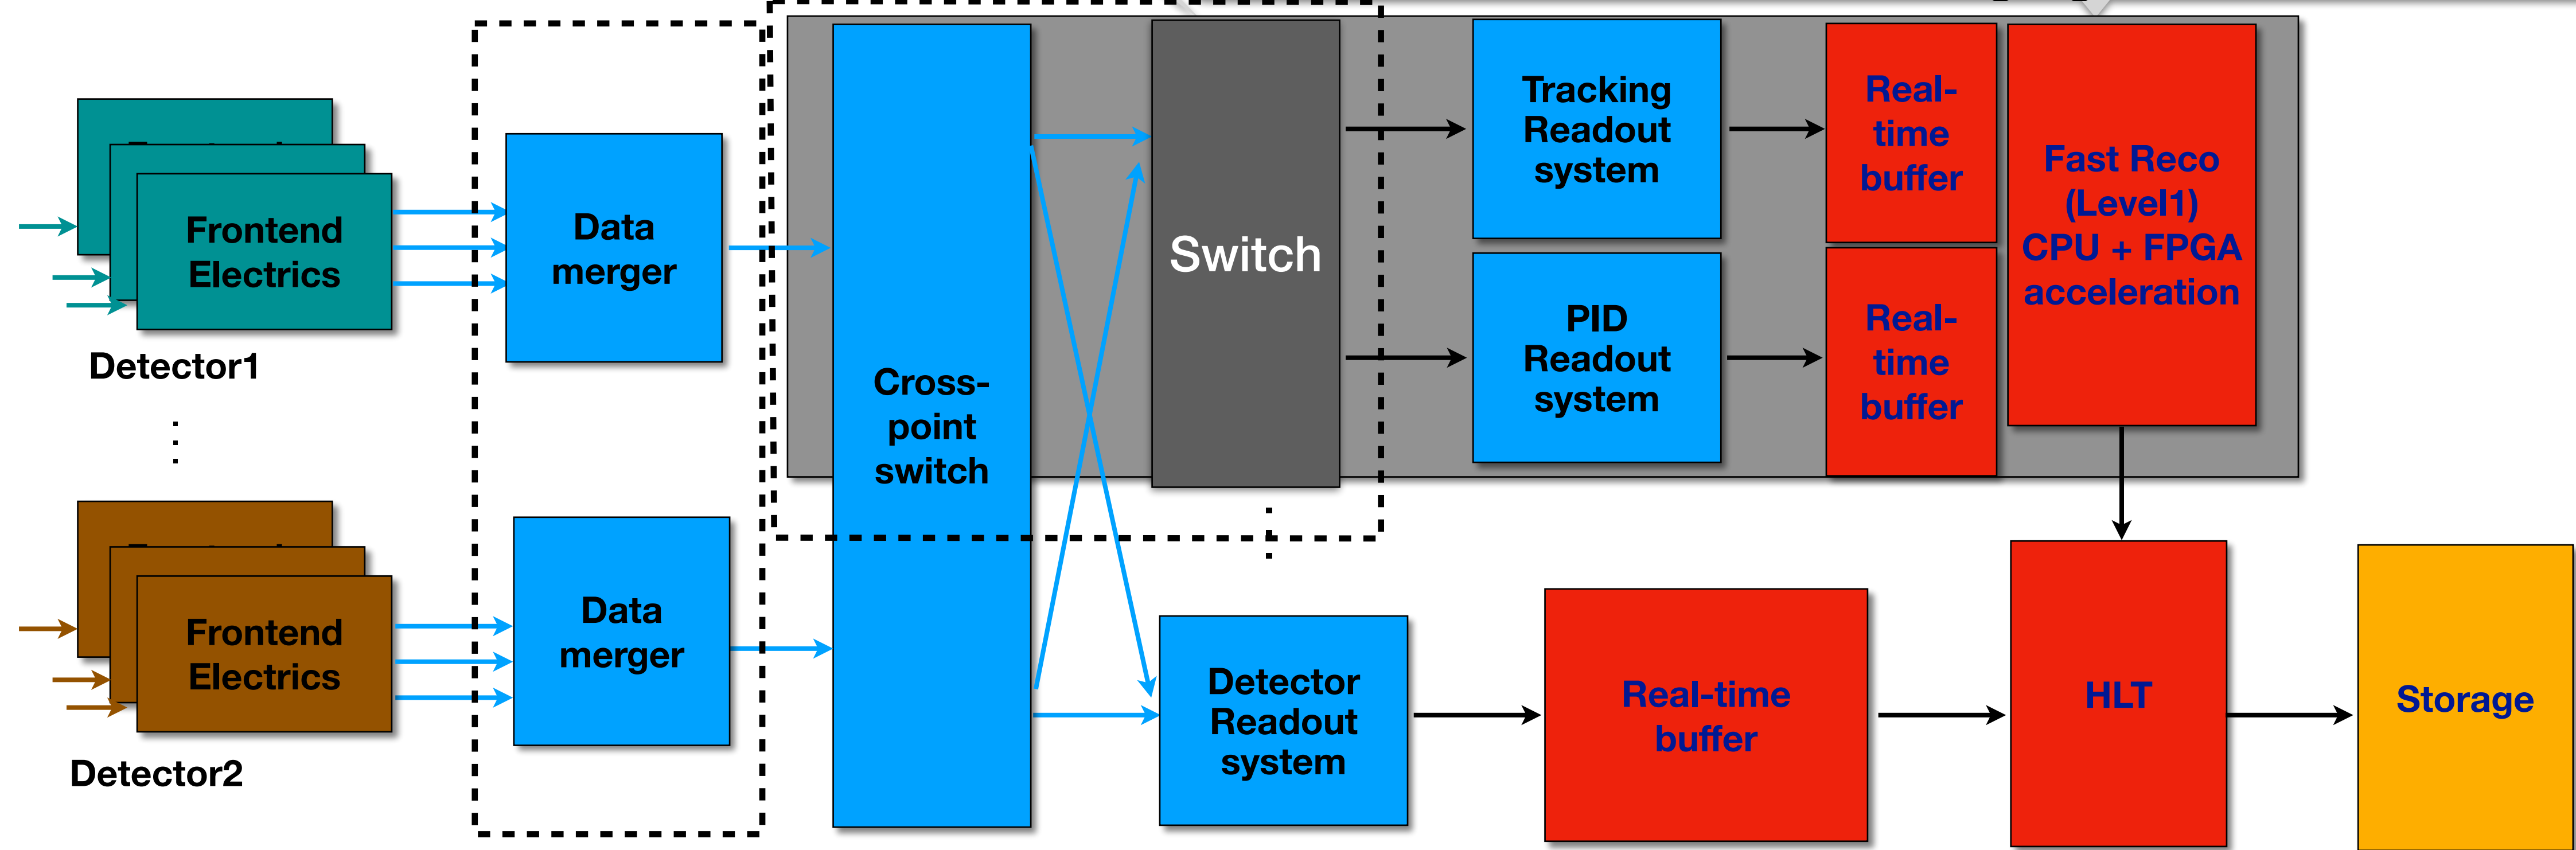 Frontend
Electrics
Detector1
Data
merger
Cross-
point
switch
Switch
Tracking
Readout
system
Real-
time
buffer
PID
Readout
system
Real-
time
buffer
Fast Reco
(Level1)
CPU + FPGA
acceleration
Frontend
Electrics
Detector2
Data
merger
Detector
Readout
system
Real-time
buffer
HLT
Storage